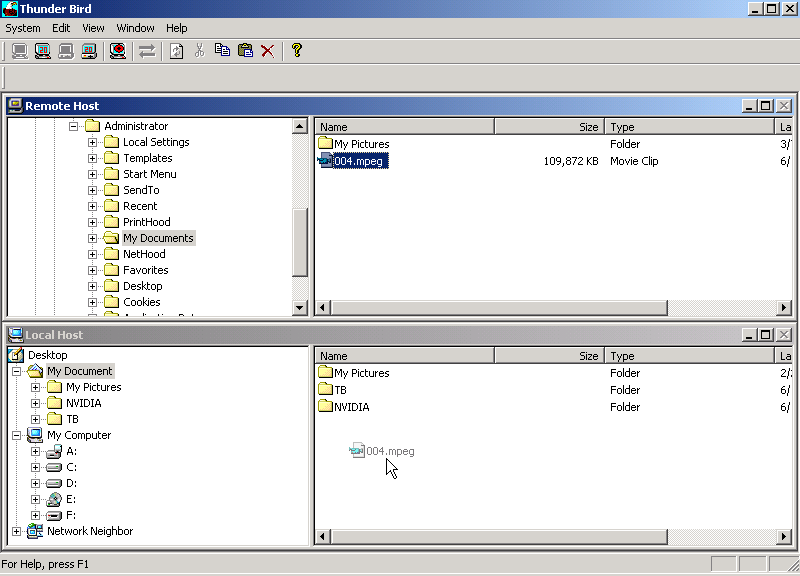 Thunder Bird
System Edit View Window Help
Remote Host
Administrator
Local Settings
Templates
Start Menu
SendTo
Recent
PrintHood
My Documents
NetHood
Favorites
Desktop
Cookies
Name Size Type La
My Pictures Folder 3/
004.mpeg 109,872 KB Movie Clip 6/
Local Host
Desktop
My Document
My Pictures
NVIDIA
TB
My Computer
A:
C:
D:
E:
F:
Network Neighbor
Name Size Type La
My Pictures Folder 2/
TB Folder 6/
NVIDIA Folder 6/
004.mpeg
For Help, press F1